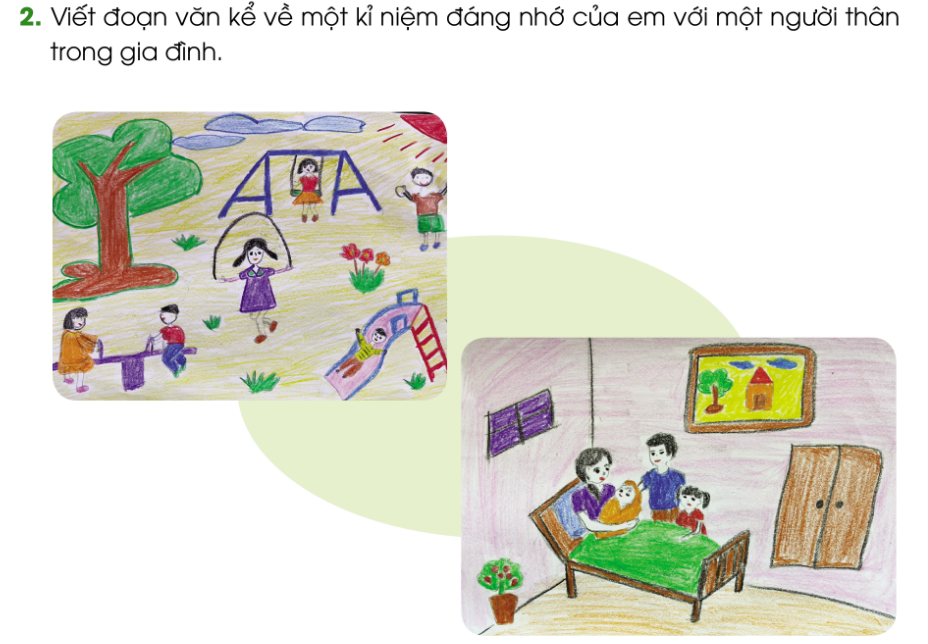 2. Viết đoạn văn kể về một kỉ niệm đáng nhớ của em với một người thân
trong gia đình.